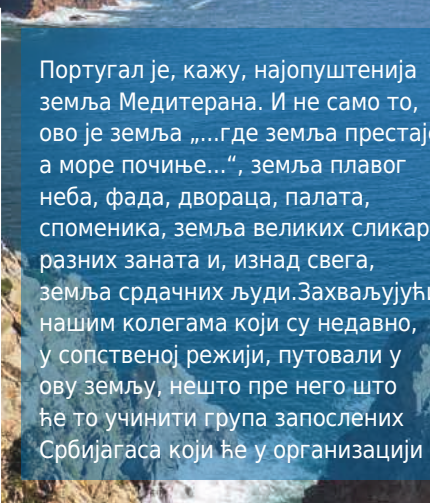 Португал је, кажу, најопуштенија
земља Медитерана. И не само то,
ово је земља „...где земља престаје
а море почиње...“, земља плавог
неба, фада, двораца, палата,
споменика, земља великих сликар
разних заната и, изнад свега,
земља срдачних људи.Захваљујући
нашим колегама који су недавно,
у сопственој режији, путовали у
ову земљу, нешто пре него што
ће то учинити група запослених
Србијагаса који ће у организацији